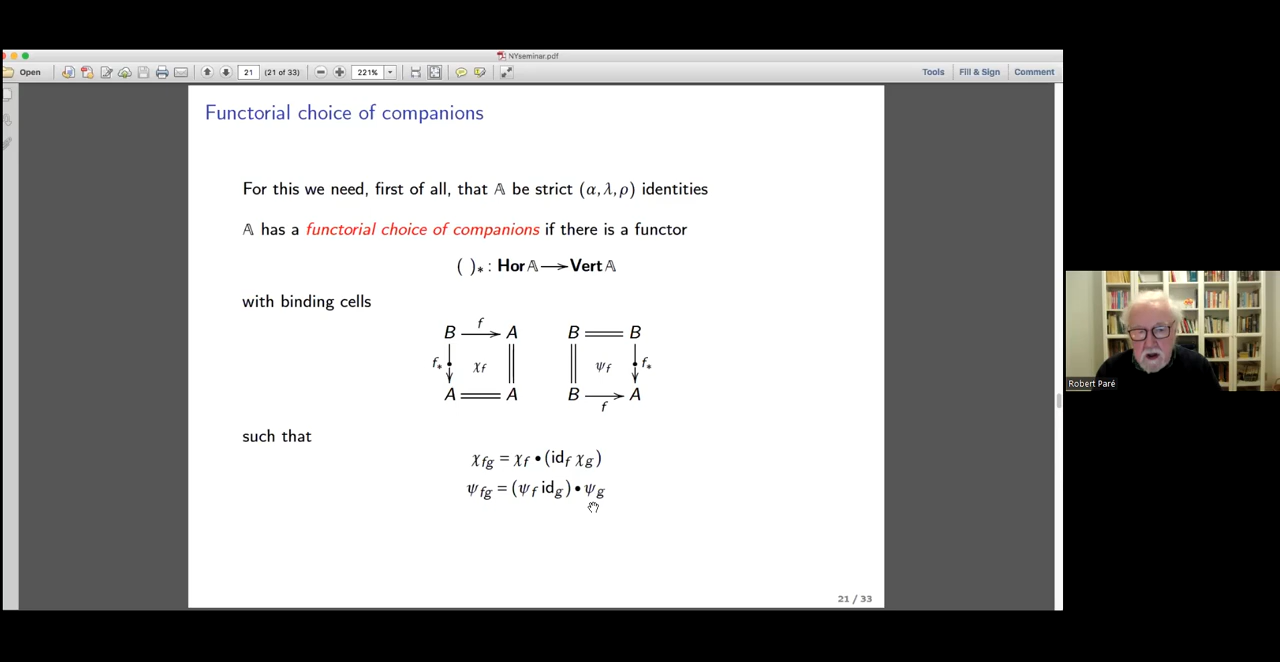 NYseminar.pdf
Open 21 (21 of 33) 221% Tools Fill & Sign Comment
Functorial choice of companions
For this we need, first of all, that 𝔸 be strict (α, λ, ρ) identities
𝔸 has a functorial choice of companions if there is a functor
( )* : Hor 𝔸 → Vert 𝔸
with binding cells
B f A B B
f* χf ψf f*
A A B f A
such that
χfg = χf • (idf χg)
ψfg = (ψf idg) • ψg
21 / 33
Robert Paré